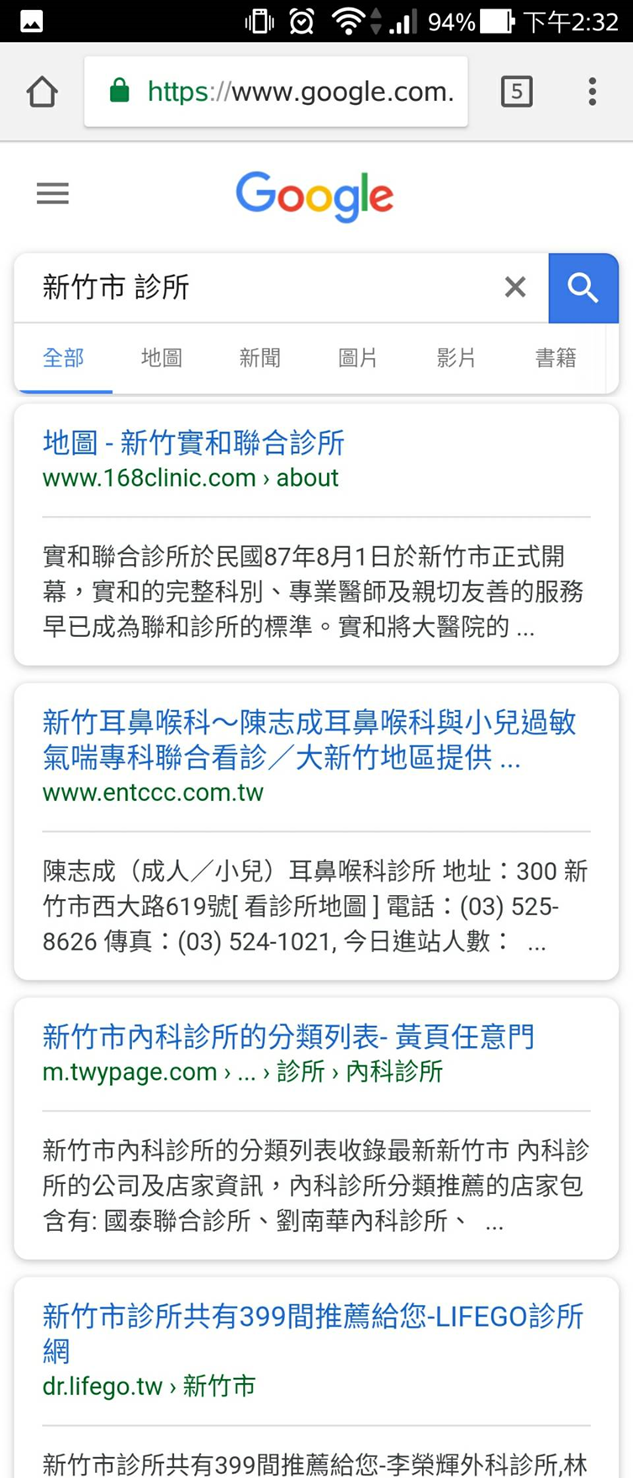 94% 下午2:32
https://www.google.com.
5
Google
新竹市 診所
全部 地圖 新聞 圖片 影片 書籍
地圖 - 新竹實和聯合診所
www.168clinic.com › about
實和聯合診所於民國87年8月1日於新竹市正式開
幕，實和的完整科別、專業醫師及親切友善的服務
早已成為聯和診所的標準。實和將大醫院的 ...
新竹耳鼻喉科～陳志成耳鼻喉科與小兒過敏
氣喘專科聯合看診／大新竹地區提供 ...
www.entccc.com.tw
陳志成（成人／小兒）耳鼻喉科診所 地址：300 新
竹市西大路619號[ 看診所地圖 ] 電話：(03) 525-
8626 傳真：(03) 524-1021, 今日進站人數： ...
新竹市內科診所的分類列表- 黃頁任意門
m.twypage.com › ... › 診所 › 內科診所
新竹市內科診所的分類列表收錄最新新竹市 內科診
所的公司及店家資訊，內科診所分類推薦的店家包
含有: 國泰聯合診所、劉南華內科診所、 ...
新竹市診所共有399間推薦給您-LIFEGO診所
網
dr.lifego.tw › 新竹市
新竹市診所共有399間推薦給您-李榮輝外科診所,林